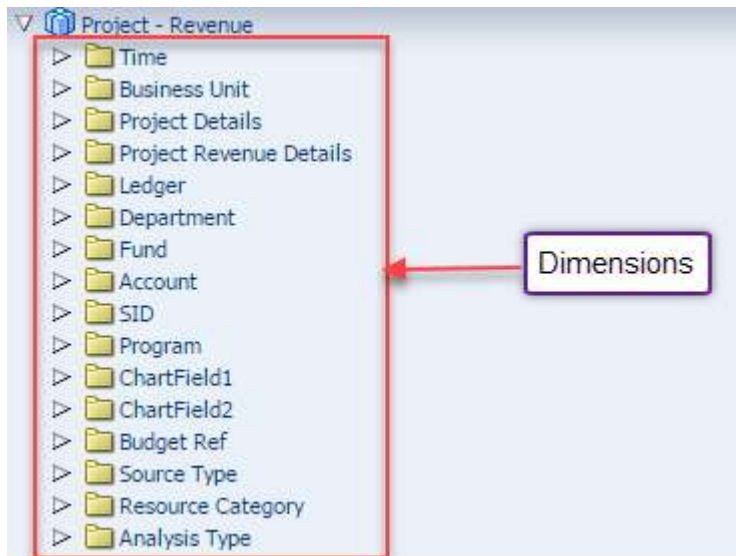 Project - Revenue
Time
Business Unit
Project Details
Project Revenue Details
Ledger
Department
Fund
Account
SID
Program
ChartField1
ChartField2
Budget Ref
Source Type
Resource Category
Analysis Type
Dimensions